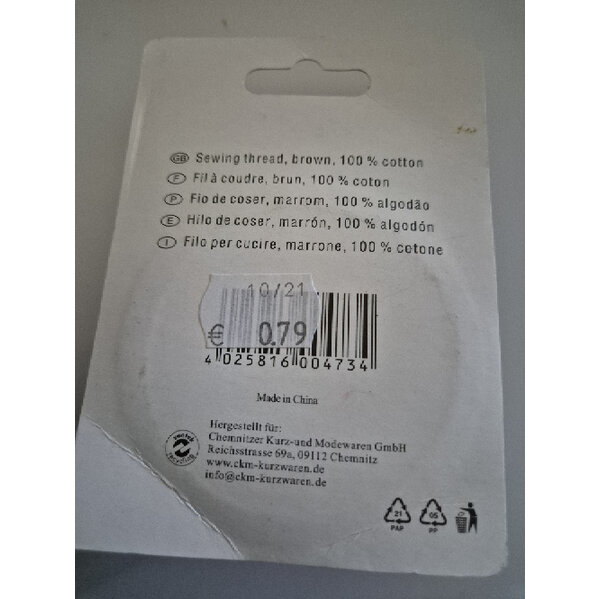 GB Sewing thread, brown, 100 % cotton
F Fil à coudre, brun, 100 % coton
P Fio de coser, marrom, 100 % algodão
E Hilo de coser, marrón, 100 % algodón
I Filo per cucire, marrone, 100 % cotone
10/21
€ 0.79
4 025816 004734
Made in China
Hergestellt für:
Chemnitzer Kurz-und Modewaren GmbH
Reichsstrasse 69a, 09112 Chemnitz
www.ckm-kurzwaren.de
info@ckm-kurzwaren.de
ventek
recycling
21
PAP
05
PP